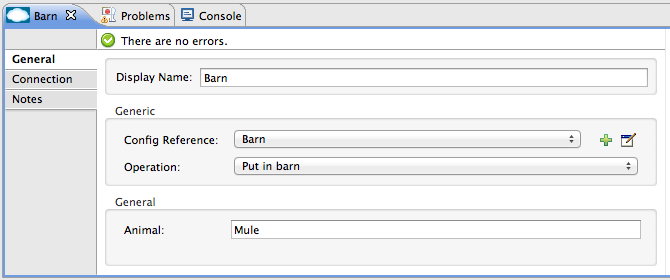 Barn Problems Console
There are no errors.
General
Connection
Notes
Display Name: Barn
Generic
Config Reference: Barn
Operation: Put in barn
General
Animal: Mule